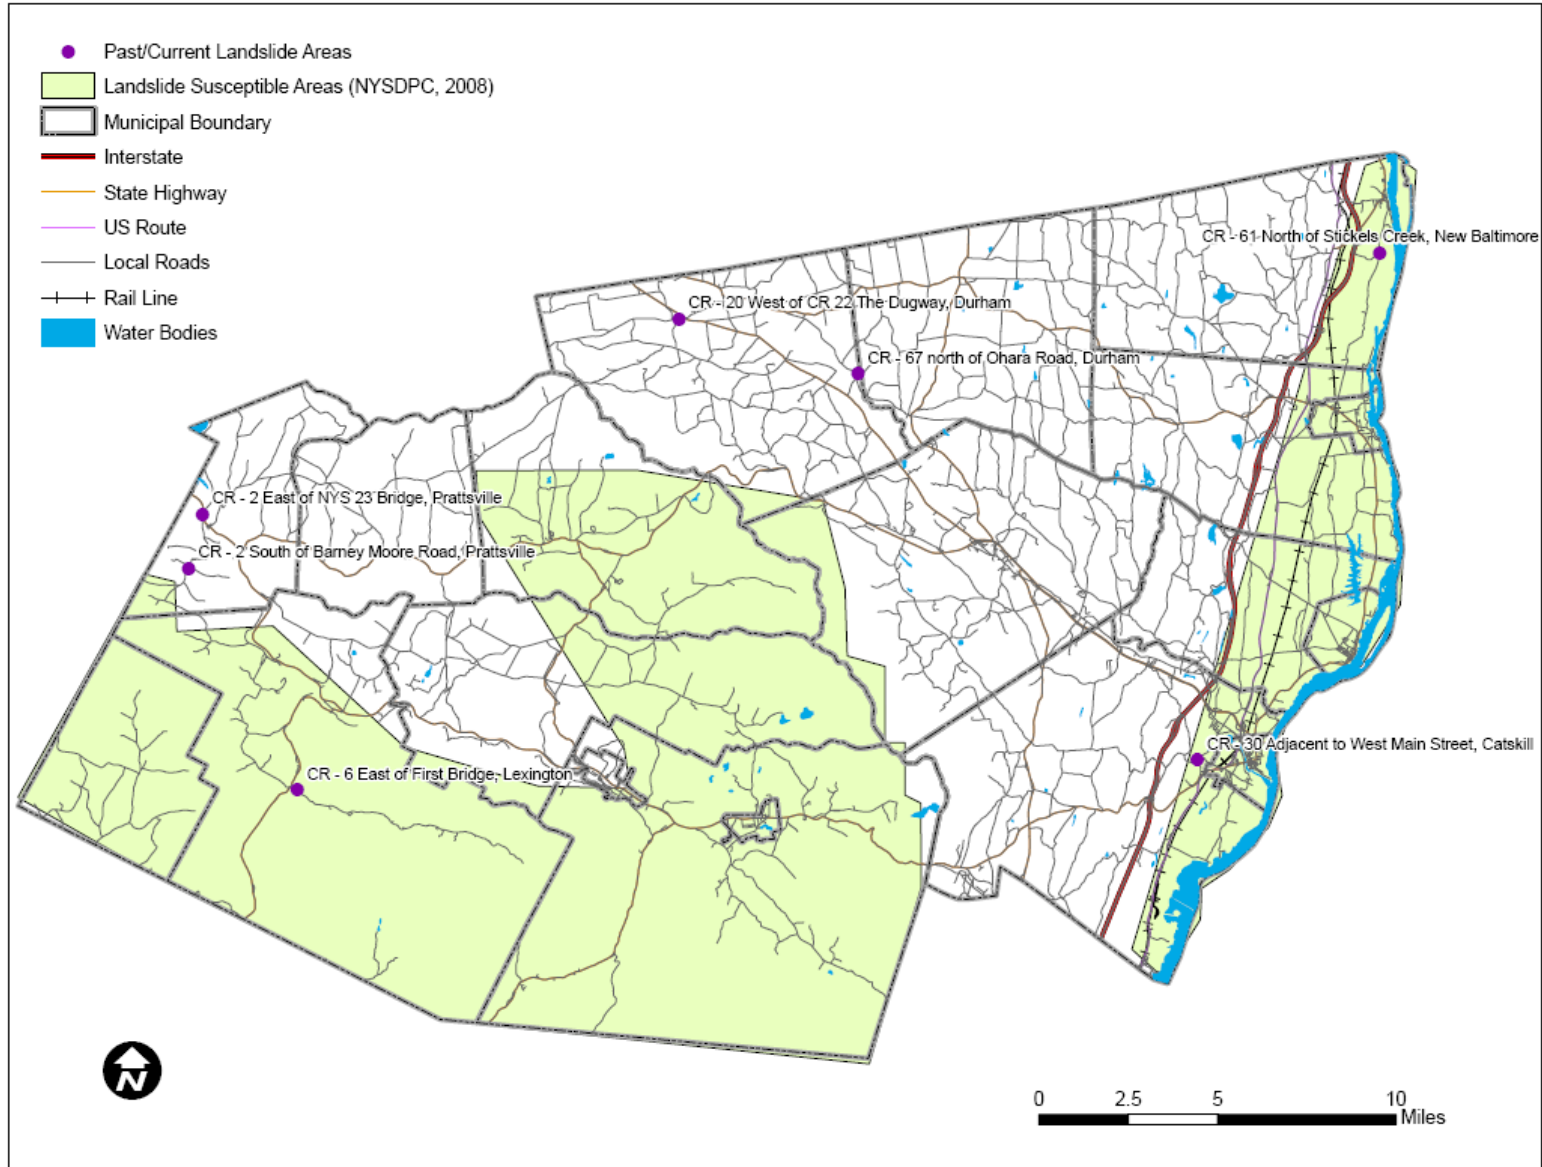 Past/Current Landslide Areas
Landslide Susceptible Areas (NYSDPC, 2008)
Municipal Boundary
Interstate
State Highway
US Route
Local Roads
Rail Line
Water Bodies
CR - 61 North of Stickels Creek, New Baltimore
CR - 20 West of CR 22 The Dugway, Durham
CR - 67 north of Ohara Road, Durham
CR - 2 East of NYS 23 Bridge, Prattsville
CR - 2 South of Barney Moore Road, Prattsville
CR - 30 Adjacent to West Main Street, Catskill
CR - 6 East of First Bridge, Lexington
N
0 2.5 5 10
Miles